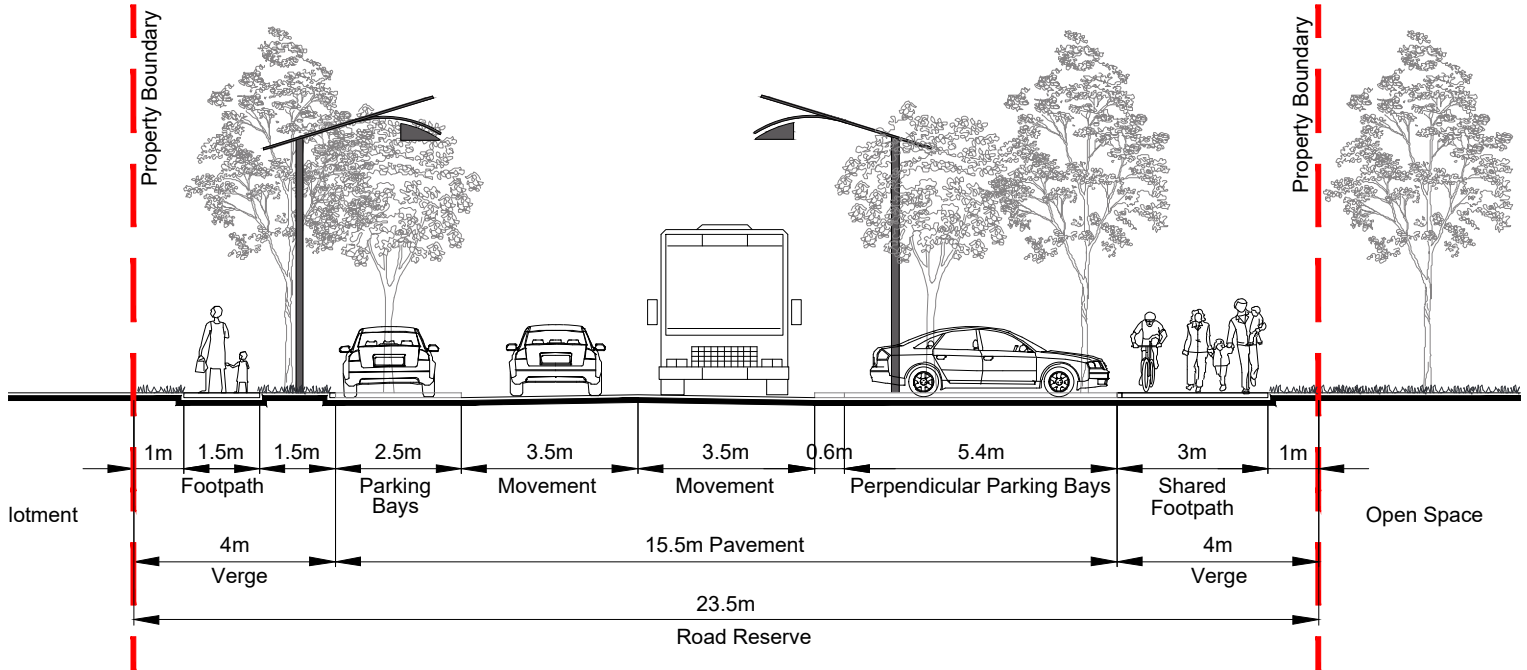 Property Boundary
Property Boundary
1m
1.5m
1.5m
2.5m
3.5m
3.5m
0.6m
5.4m
3m
1m
Footpath
Parking
Bays
Movement
Movement
Perpendicular Parking Bays
Shared
Footpath
lotment
Open Space
4m
15.5m Pavement
4m
Verge
Verge
23.5m
Road Reserve